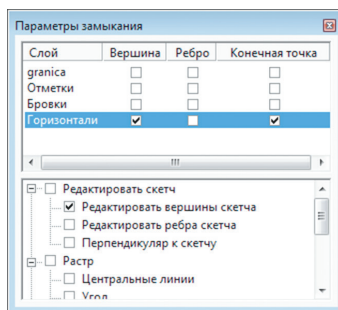 Параметры замыкания
Слой Вершина Ребро Конечная точка
granica
Отметки
Бровки
Горизонтали
Редактировать скетч
Редактировать вершины скетча
Редактировать ребра скетча
Перпендикуляр к скетчу
Растр
Центральные линии
Угол